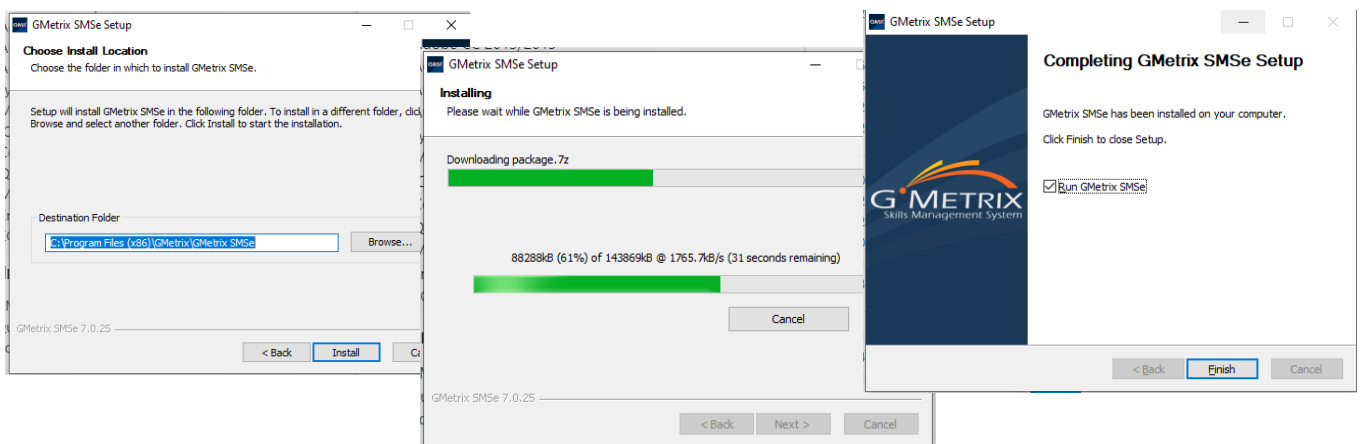 GMetrix SMSe Setup
Choose Install Location
Choose the folder in which to install GMetrix SMSe.
Setup will install GMetrix SMSe in the following folder. To install in a different folder,
Browse and select another folder. Click Install to start the installation.
Destination Folder
C:\Program Files (x86)\GMetrix\GMetrix SMSe
Browse...
GMetrix SMSe 7.0.25
< Back
Install
GMetrix SMSe Setup
Installing
Please wait while GMetrix SMSe is being installed.
Downloading package.7z
88288kB (61%) of 143869kB @ 1765.7kB/s (31 seconds remaining)
Cancel
GMetrix SMSe 7.0.25
< Back
Next >
Cancel
GMetrix SMSe Setup
Completing GMetrix SMSe Setup
GMetrix SMSe has been installed on your computer.
Click Finish to close Setup.
Run GMetrix SMSe
G METRIX
Skills Management System
< Back
Finish
Cancel